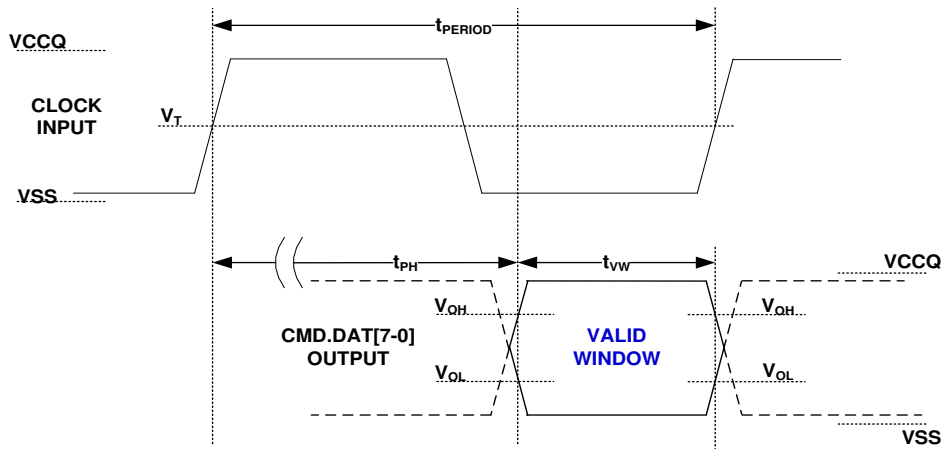 tPERIOD
VCCQ
CLOCK
INPUT
VT
VSS
tPH
tVW
VCCQ
VOH
VOH
CMD.DAT[7-0]
OUTPUT
VALID
WINDOW
VOL
VOL
VSS